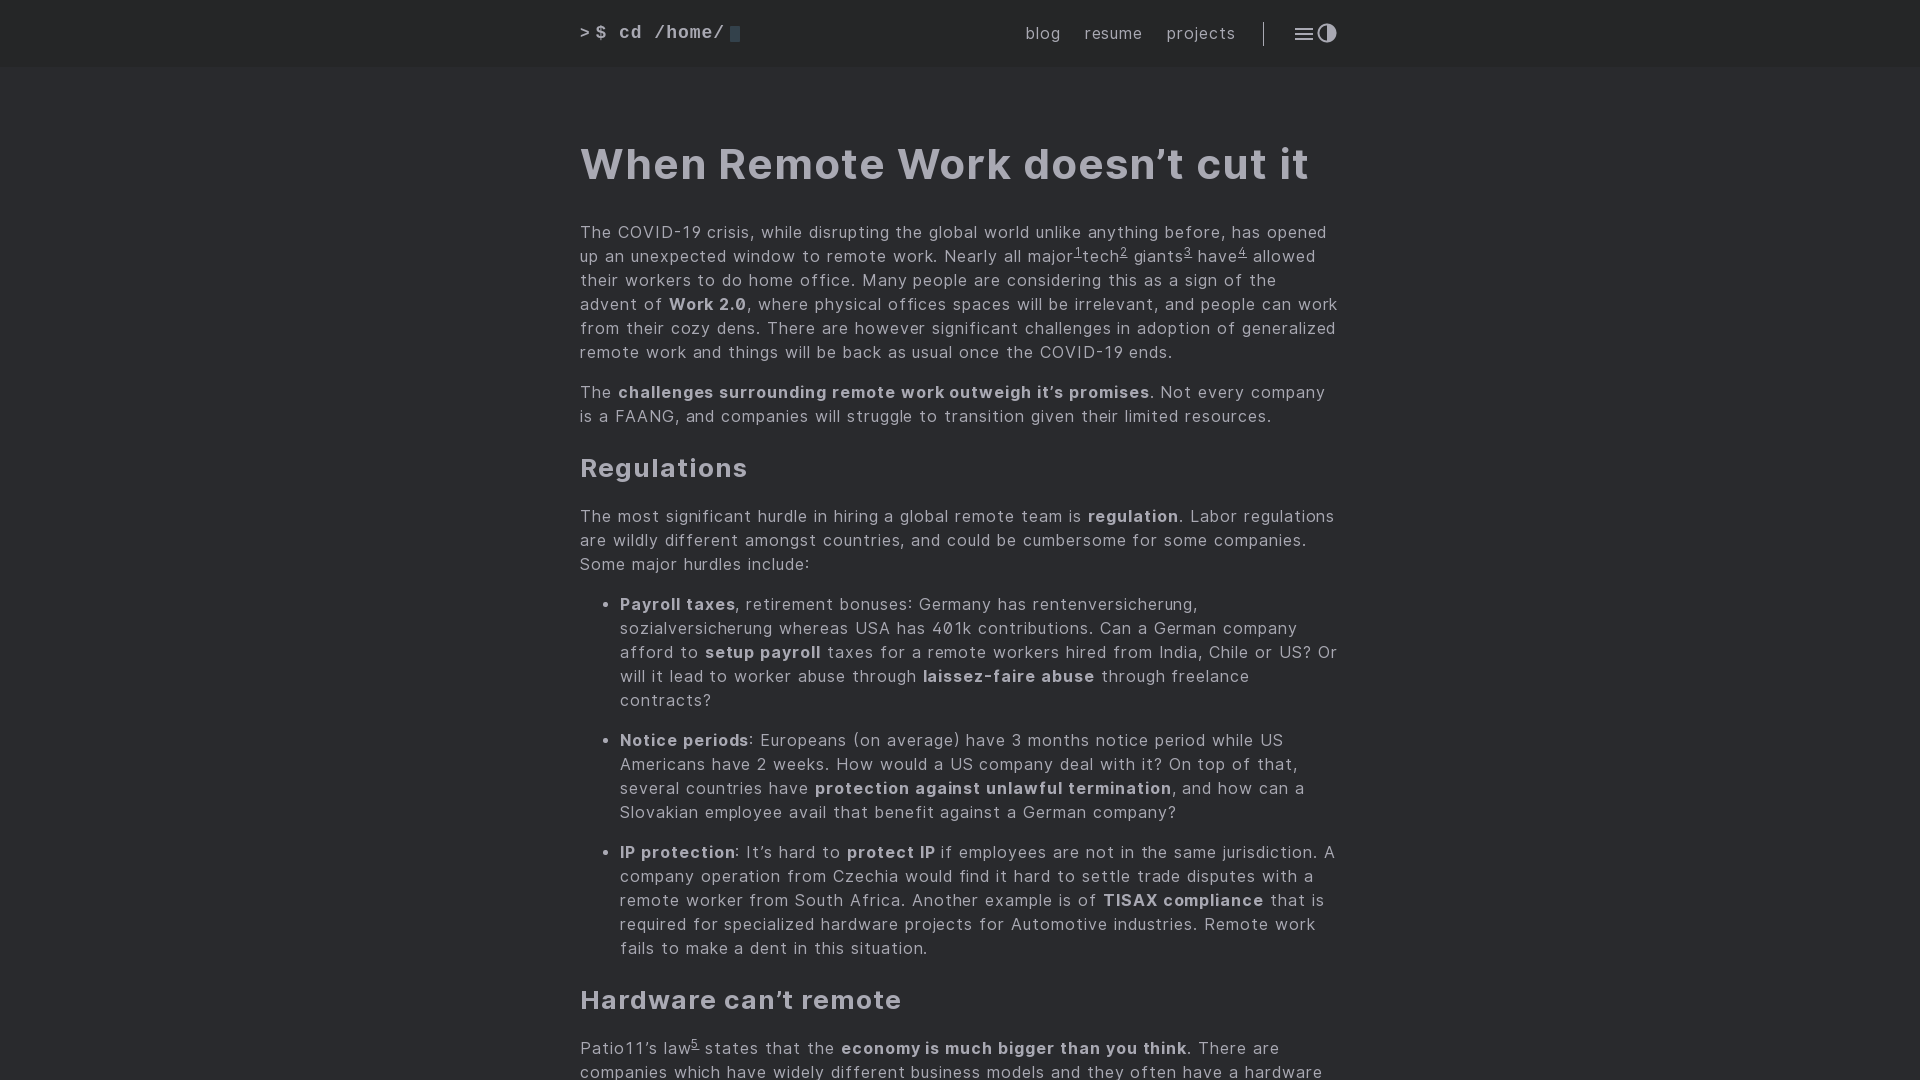 > $ cd /home/
blog resume projects
When Remote Work doesn’t cut it
The COVID-19 crisis, while disrupting the global world unlike anything before, has opened
up an unexpected window to remote work. Nearly all major1tech2 giants3 have4 allowed
their workers to do home office. Many people are considering this as a sign of the
advent of Work 2.0, where physical offices spaces will be irrelevant, and people can work
from their cozy dens. There are however significant challenges in adoption of generalized
remote work and things will be back as usual once the COVID-19 ends.
The challenges surrounding remote work outweigh it’s promises. Not every company
is a FAANG, and companies will struggle to transition given their limited resources.
Regulations
The most significant hurdle in hiring a global remote team is regulation. Labor regulations
are wildly different amongst countries, and could be cumbersome for some companies.
Some major hurdles include:
• Payroll taxes, retirement bonuses: Germany has rentenversicherung,
sozialversicherung whereas USA has 401k contributions. Can a German company
afford to setup payroll taxes for a remote workers hired from India, Chile or US? Or
will it lead to worker abuse through laissez-faire abuse through freelance
contracts?
• Notice periods: Europeans (on average) have 3 months notice period while US
Americans have 2 weeks. How would a US company deal with it? On top of that,
several countries have protection against unlawful termination, and how can a
Slovakian employee avail that benefit against a German company?
• IP protection: It’s hard to protect IP if employees are not in the same jurisdiction. A
company operation from Czechia would find it hard to settle trade disputes with a
remote worker from South Africa. Another example is of TISAX compliance that is
required for specialized hardware projects for Automotive industries. Remote work
fails to make a dent in this situation.
Hardware can’t remote
Patio11’s law5 states that the economy is much bigger than you think. There are
companies which have widely different business models and they often have a hardware